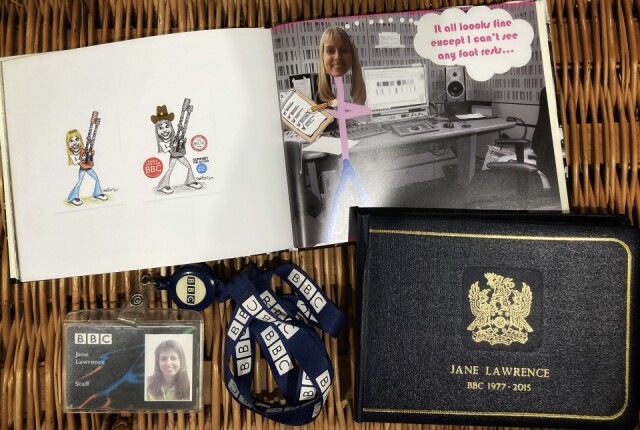 It all loooks fine
except I can't see
any foot rests...
BBC
BBC
BBC
Jane
Lawrence
Staff
BBC
BBC
BBC
BBC
BBC
BBC
JANE LAWRENCE
BBC 1977-2015